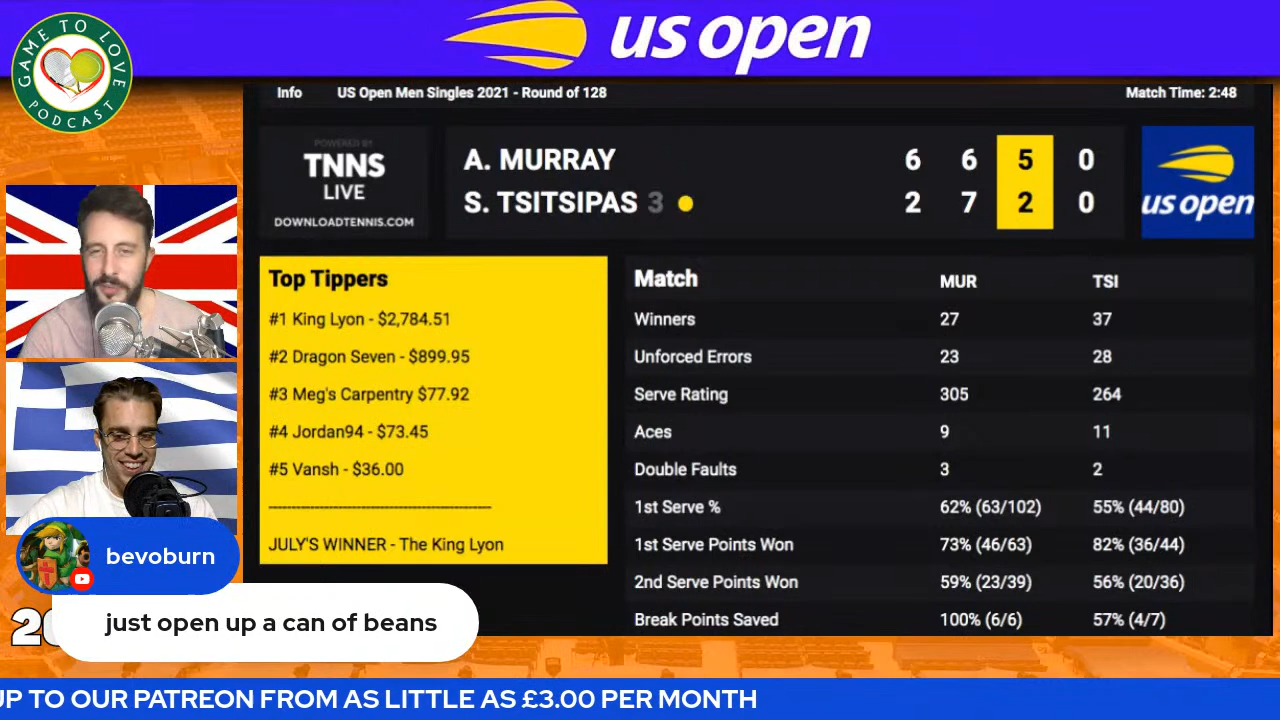 GAME TO LOVE PODCAST
us open
Info US Open Men Singles 2021 - Round of 128 Match Time: 2:48
POWERED BY
TNNS
LIVE
DOWNLOADTENNIS.COM
A. MURRAY 6 6 5 0
S. TSITSIPAS 3 2 7 2 0
us open
Top Tippers
#1 King Lyon - $2,784.51
#2 Dragon Seven - $899.95
#3 Meg's Carpentry $77.92
#4 Jordan94 - $73.45
#5 Vansh - $36.00
JULY'S WINNER - The King Lyon
Match MUR TSI
Winners 27 37
Unforced Errors 23 28
Serve Rating 305 264
Aces 9 11
Double Faults 3 2
1st Serve % 62% (63/102) 55% (44/80)
1st Serve Points Won 73% (46/63) 82% (36/44)
2nd Serve Points Won 59% (23/39) 56% (20/36)
Break Points Saved 100% (6/6) 57% (4/7)
bevoburn
just open up a can of beans
UP TO OUR PATREON FROM AS LITTLE AS £3.00 PER MONTH